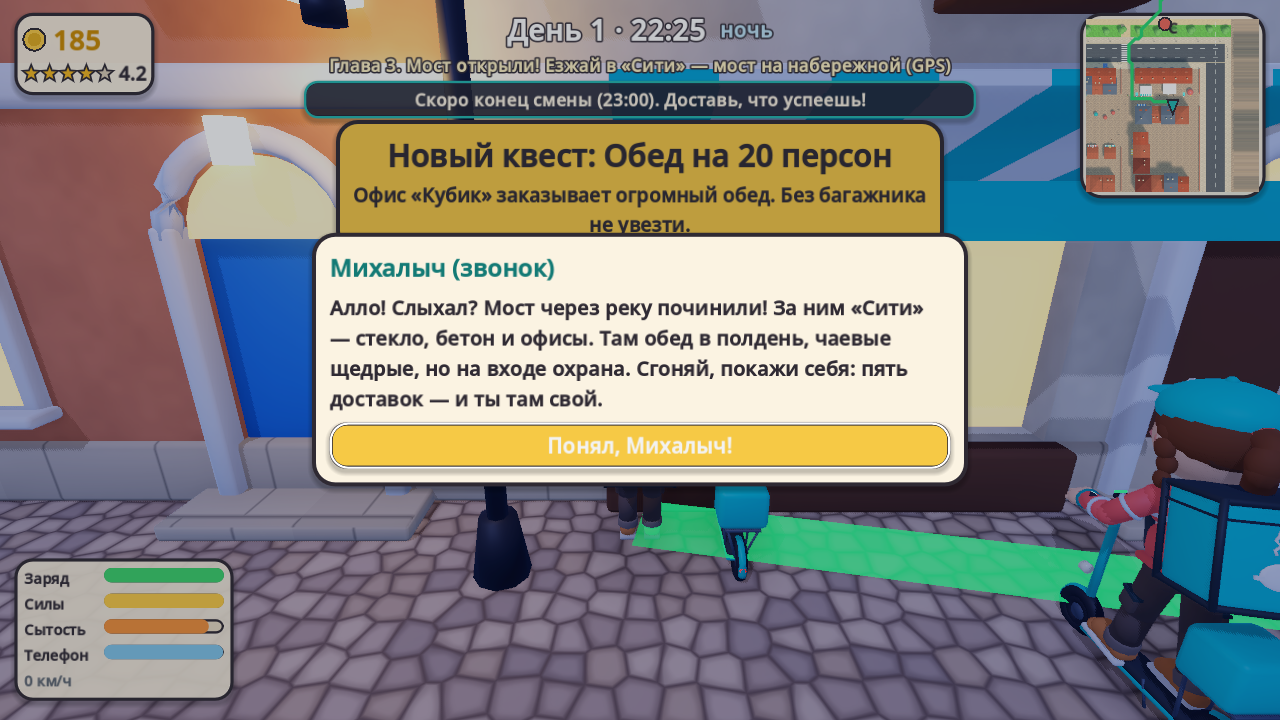 185
4.2
День 1 · 22:25 ночь
Глава 3. Мост открыли! Езжай в «Сити» — мост на набережной (GPS)
Скоро конец смены (23:00). Доставь, что успеешь!
Новый квест: Обед на 20 персон
Офис «Кубик» заказывает огромный обед. Без багажника
не увезти.
Михалыч (звонок)
Алло! Слыхал? Мост через реку починили! За ним «Сити»
— стекло, бетон и офисы. Там обед в полдень, чаевые
щедрые, но на входе охрана. Сгоняй, покажи себя: пять
доставок — и ты там свой.
Понял, Михалыч!
Заряд
Силы
Сытость
Телефон
0 км/ч